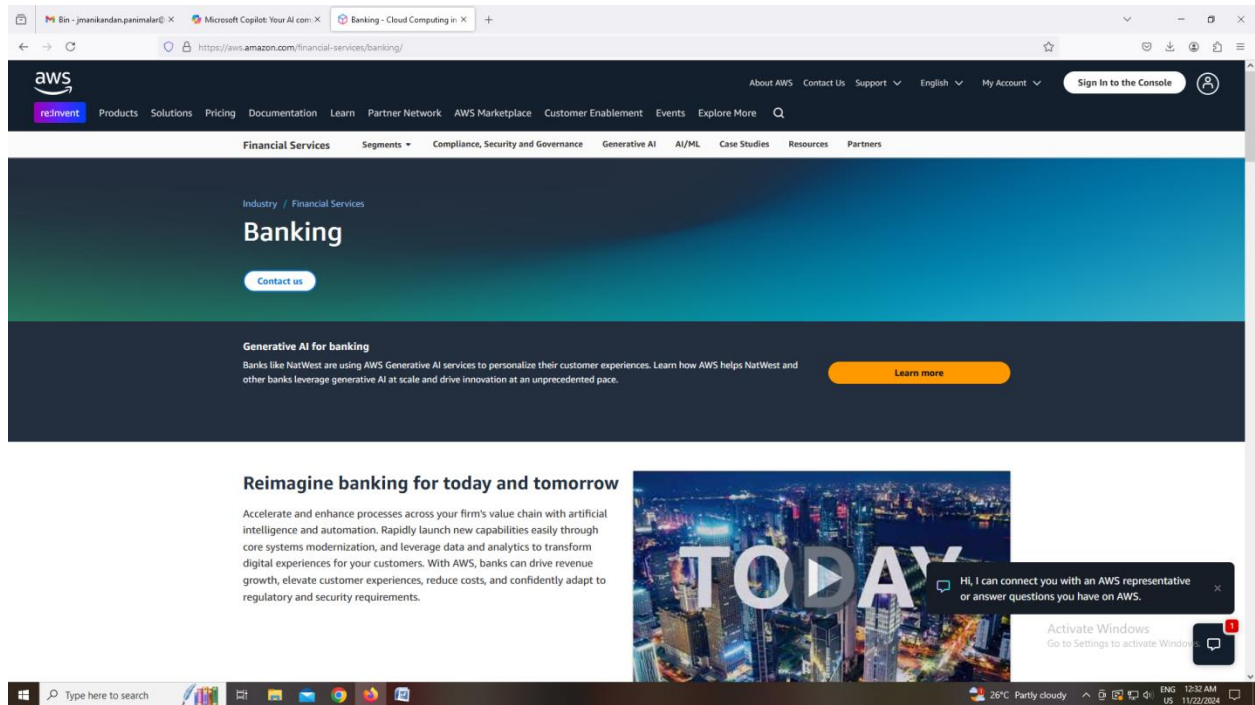 Bin - jmanikandan.panimalar@
Microsoft Copilot: Your AI com
Banking - Cloud Computing in
https://aws.amazon.com/financial-services/banking/
aws
About AWS Contact Us Support English My Account Sign In to the Console
re:Invent Products Solutions Pricing Documentation Learn Partner Network AWS Marketplace Customer Enablement Events Explore More
Financial Services Segments Compliance, Security and Governance Generative AI AI/ML Case Studies Resources Partners
Industry / Financial Services
Banking
Contact us
Generative AI for banking
Banks like NatWest are using AWS Generative AI services to personalize their customer experiences. Learn how AWS helps NatWest and
other banks leverage generative AI at scale and drive innovation at an unprecedented pace.
Learn more
Reimagine banking for today and tomorrow
Accelerate and enhance processes across your firm's value chain with artificial
intelligence and automation. Rapidly launch new capabilities easily through
core systems modernization, and leverage data and analytics to transform
digital experiences for your customers. With AWS, banks can drive revenue
growth, elevate customer experiences, reduce costs, and confidently adapt to
regulatory and security requirements.
TODAY
Hi, I can connect you with an AWS representative
or answer questions you have on AWS.
1
Activate Windows
Go to Settings to activate Windows.
Type here to search
26°C Partly cloudy
ENG
US
12:32 AM
11/22/2024